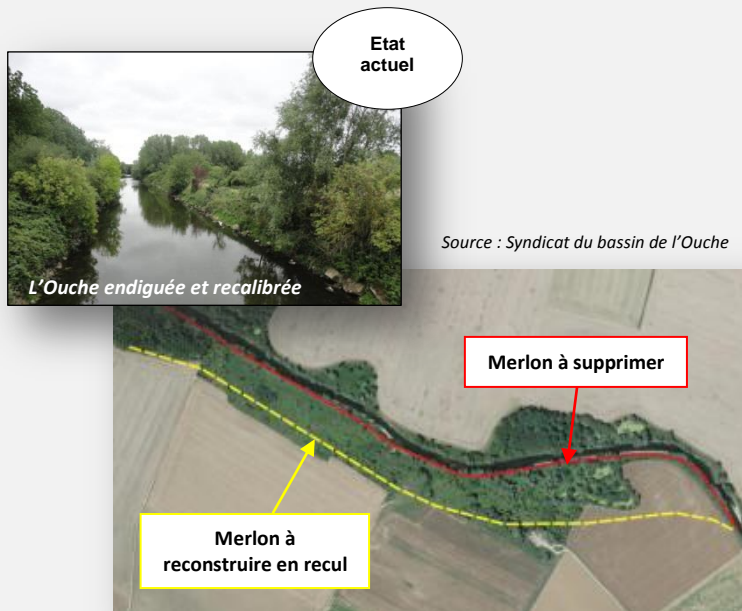 Etat
actuel
L'Ouche endiguée et recalibrée
Source : Syndicat du bassin de l'Ouche
Merlon à supprimer
Merlon à
reconstruire en recul